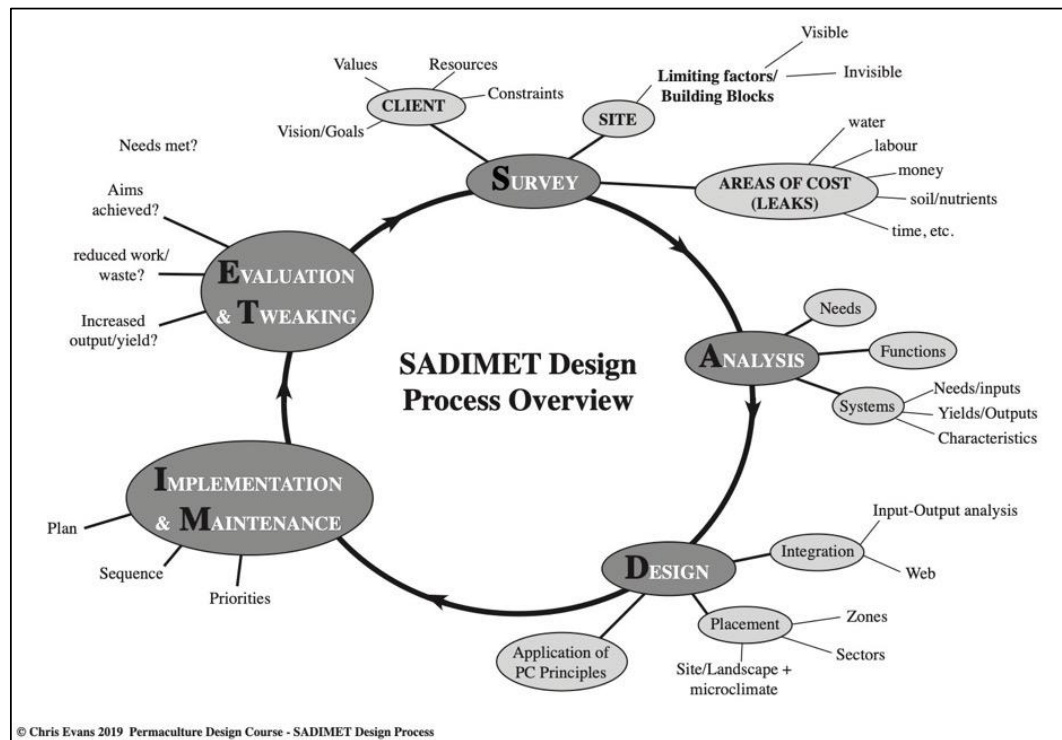 Visible
Values
Resources
Limiting factors/
Building Blocks
Invisible
CLIENT
Constraints
SITE
Vision/Goals
water
Needs met?
labour
SURVEY
money
AREAS OF COST
(LEAKS)
soil/nutrients
Aims
achieved?
time, etc.
reduced work/
waste?
EVALUATION
& TWEAKING
Needs
Increased
output/yield?
ANALYSIS
Functions
SADIMET Design
Process Overview
Needs/inputs
Systems
Yields/Outputs
Characteristics
IMPLEMENTATION
& MAINTENANCE
Plan
Sequence
Priorities
Input-Output analysis
Integration
DESIGN
Web
Placement
Zones
Application of
PC Principles
Sectors
Site/Landscape +
microclimate
© Chris Evans 2019 Permaculture Design Course - SADIMET Design Process